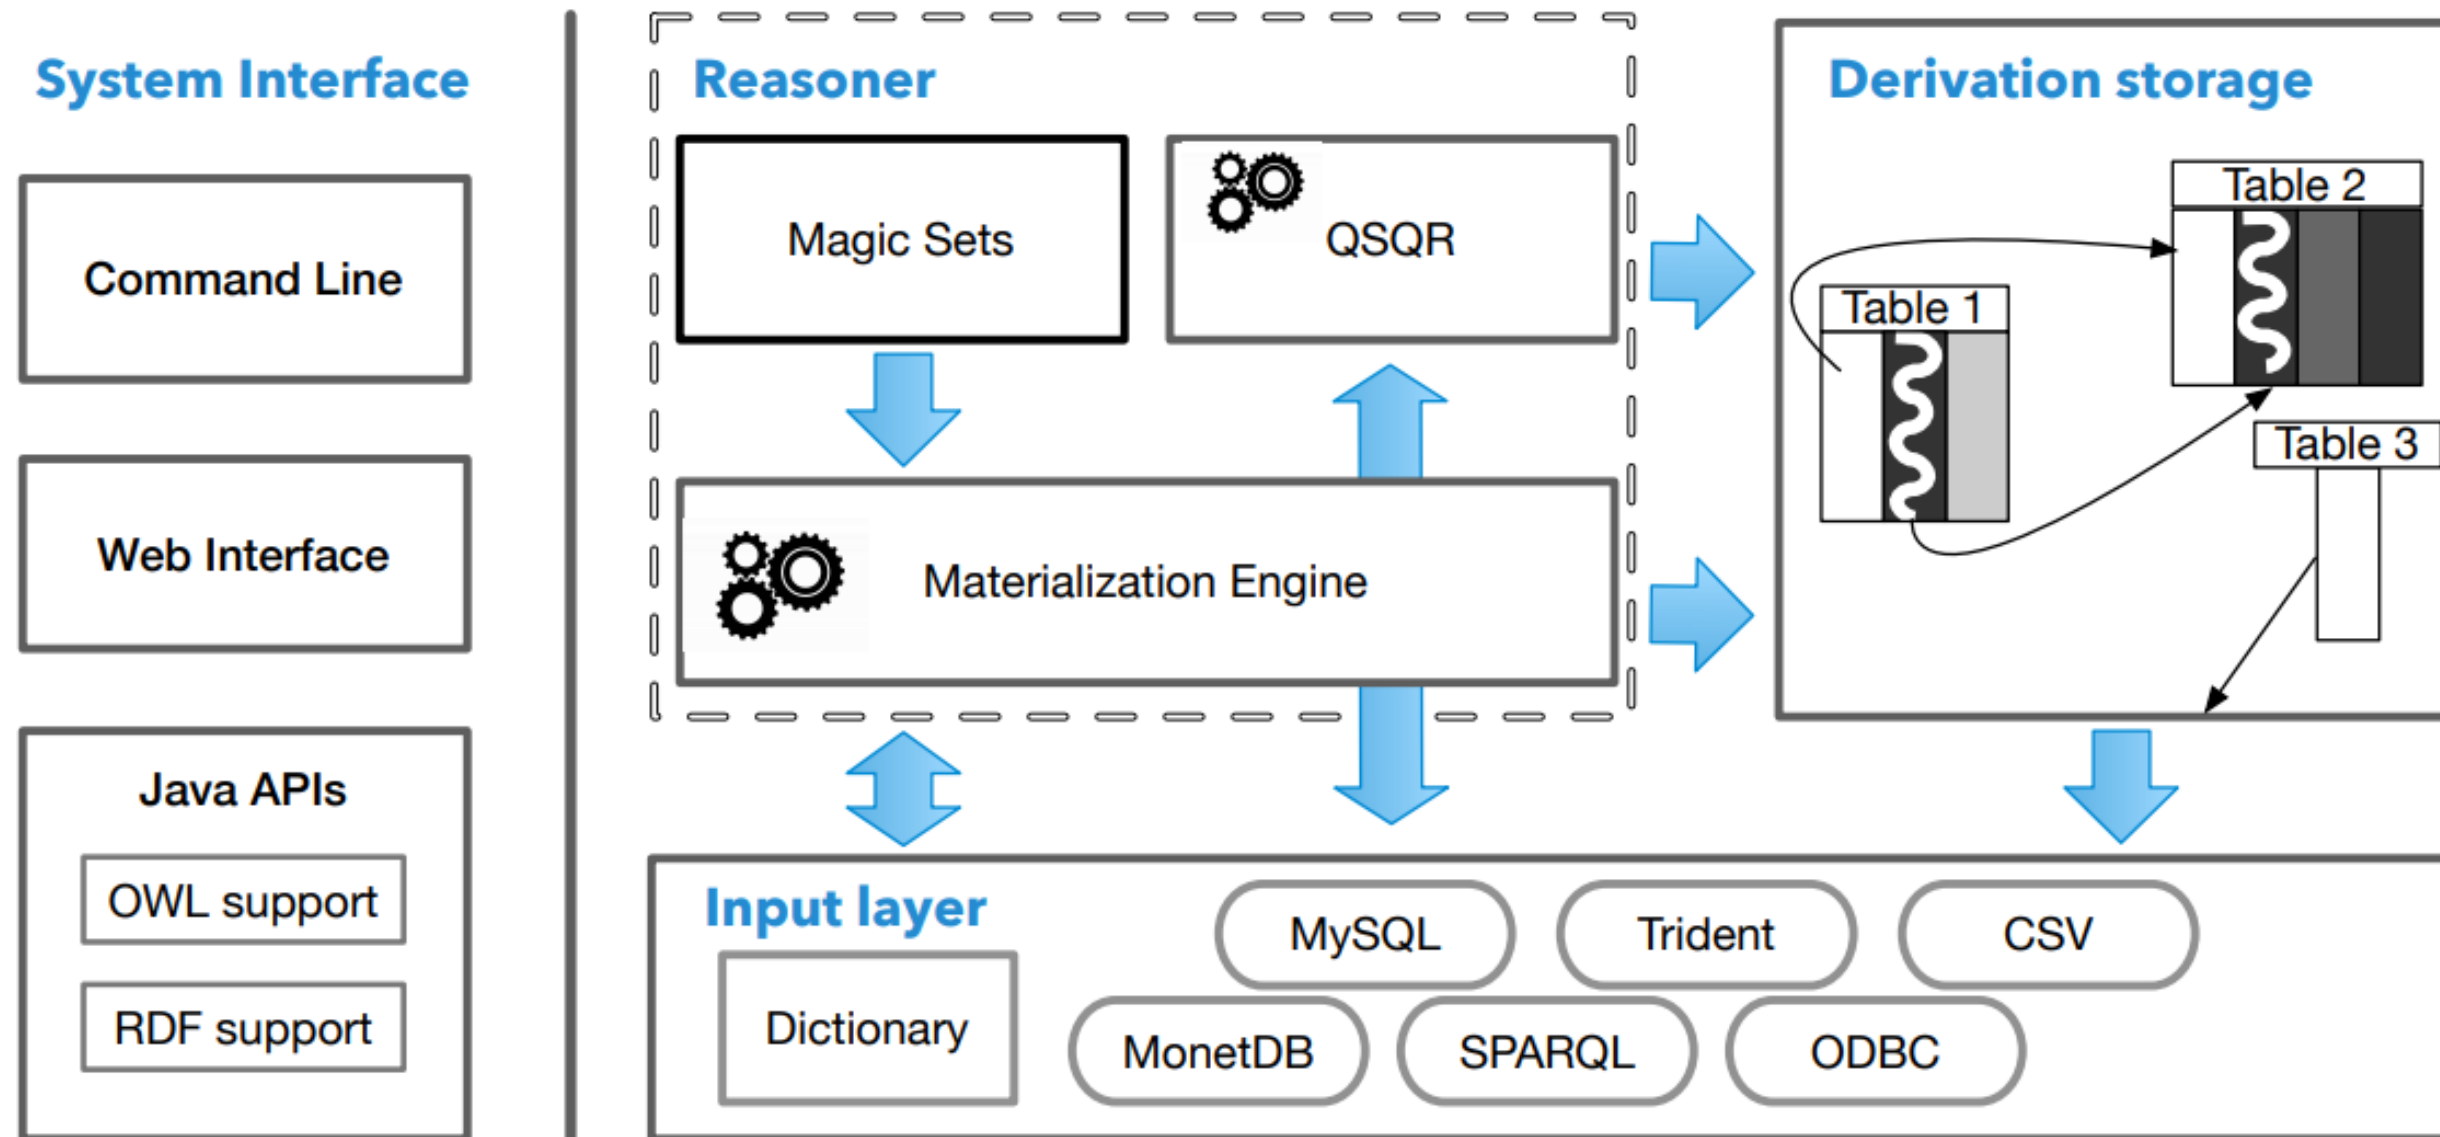 System Interface
Command Line
Web Interface
Java APIs
OWL support
RDF support
Reasoner
Magic Sets
QSQR
Materialization Engine
Derivation storage
Table 2
Table 1
Table 3
Input layer
Dictionary
MySQL
Trident
CSV
MonetDB
SPARQL
ODBC